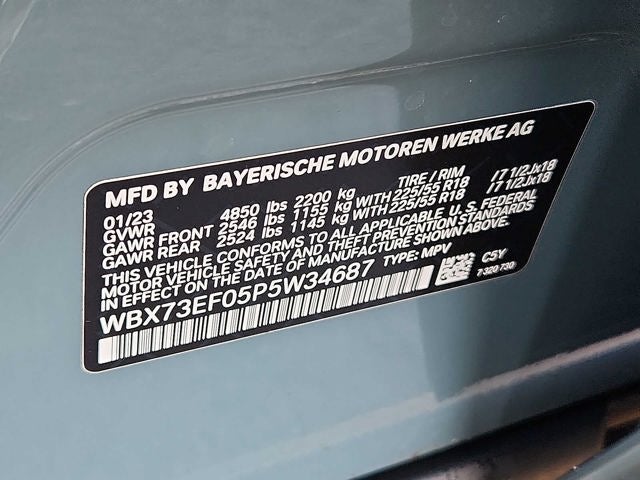 MFD BY BAYERISCHE MOTOREN WERKE AG
01/23 TIRE / RIM
GVWR 4850 lbs 2200 kg
GAWR FRONT 2546 lbs 1155 kg WITH 225/55 R18 /7 1/2Jx18
GAWR REAR 2524 lbs 1145 kg WITH 225/55 R18 /7 1/2Jx18
THIS VEHICLE CONFORMS TO ALL APPLICABLE U. S. FEDERAL
MOTOR VEHICLE SAFETY AND THEFT PREVENTION STANDARDS
IN EFFECT ON THE DATE OF MANUFACTURE SHOWN ABOVE.
WBX73EF05P5W34687 TYPE: MPV
C5Y
7 320 730